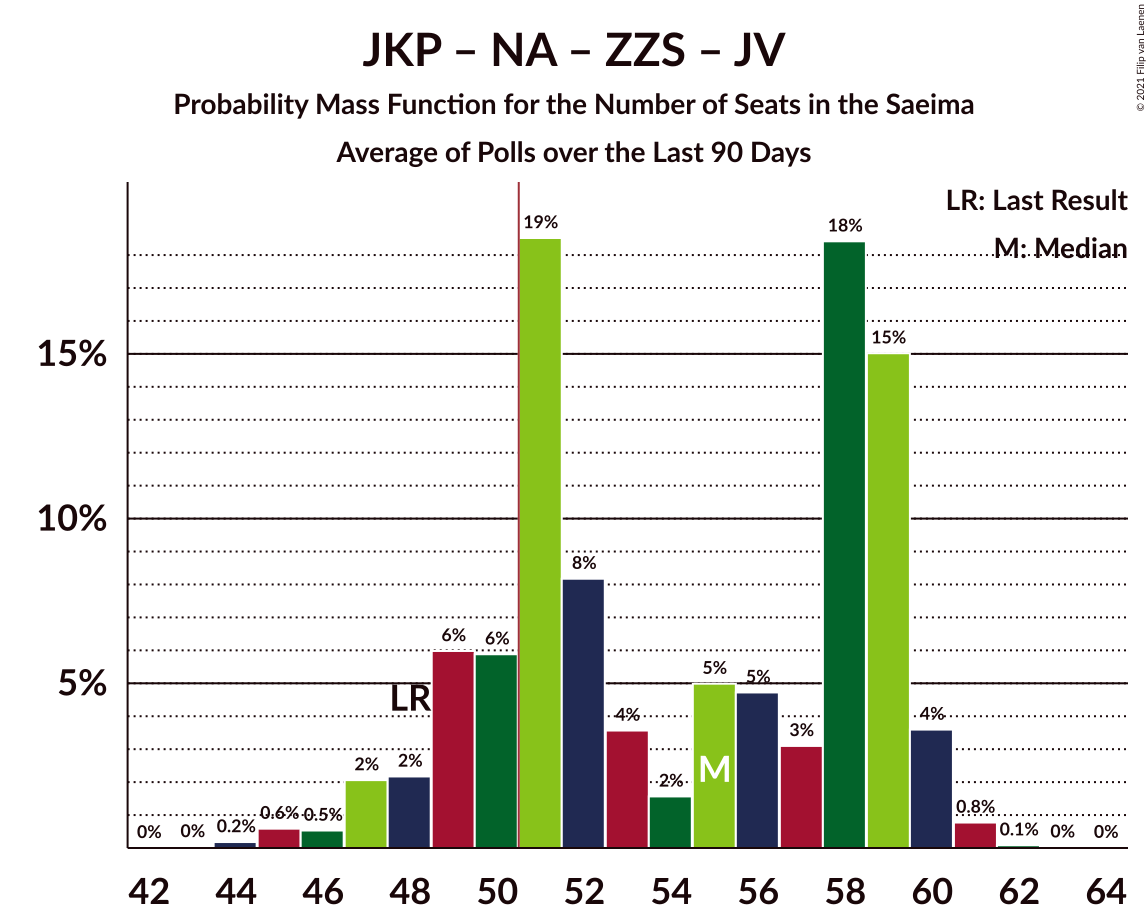 JKP – NA – ZZS – JV
Probability Mass Function for the Number of Seats in the Saeima
Average of Polls over the Last 90 Days
© 2021 Filip van Laenen
LR: Last Result
M: Median
15%
10%
5%
0%
0%
0.2%
0.6%
0.5%
2%
2%
6%
6%
19%
8%
4%
2%
5%
5%
3%
18%
15%
4%
0.8%
0.1%
0%
0%
LR
M
42 44 46 48 50 52 54 56 58 60 62 64